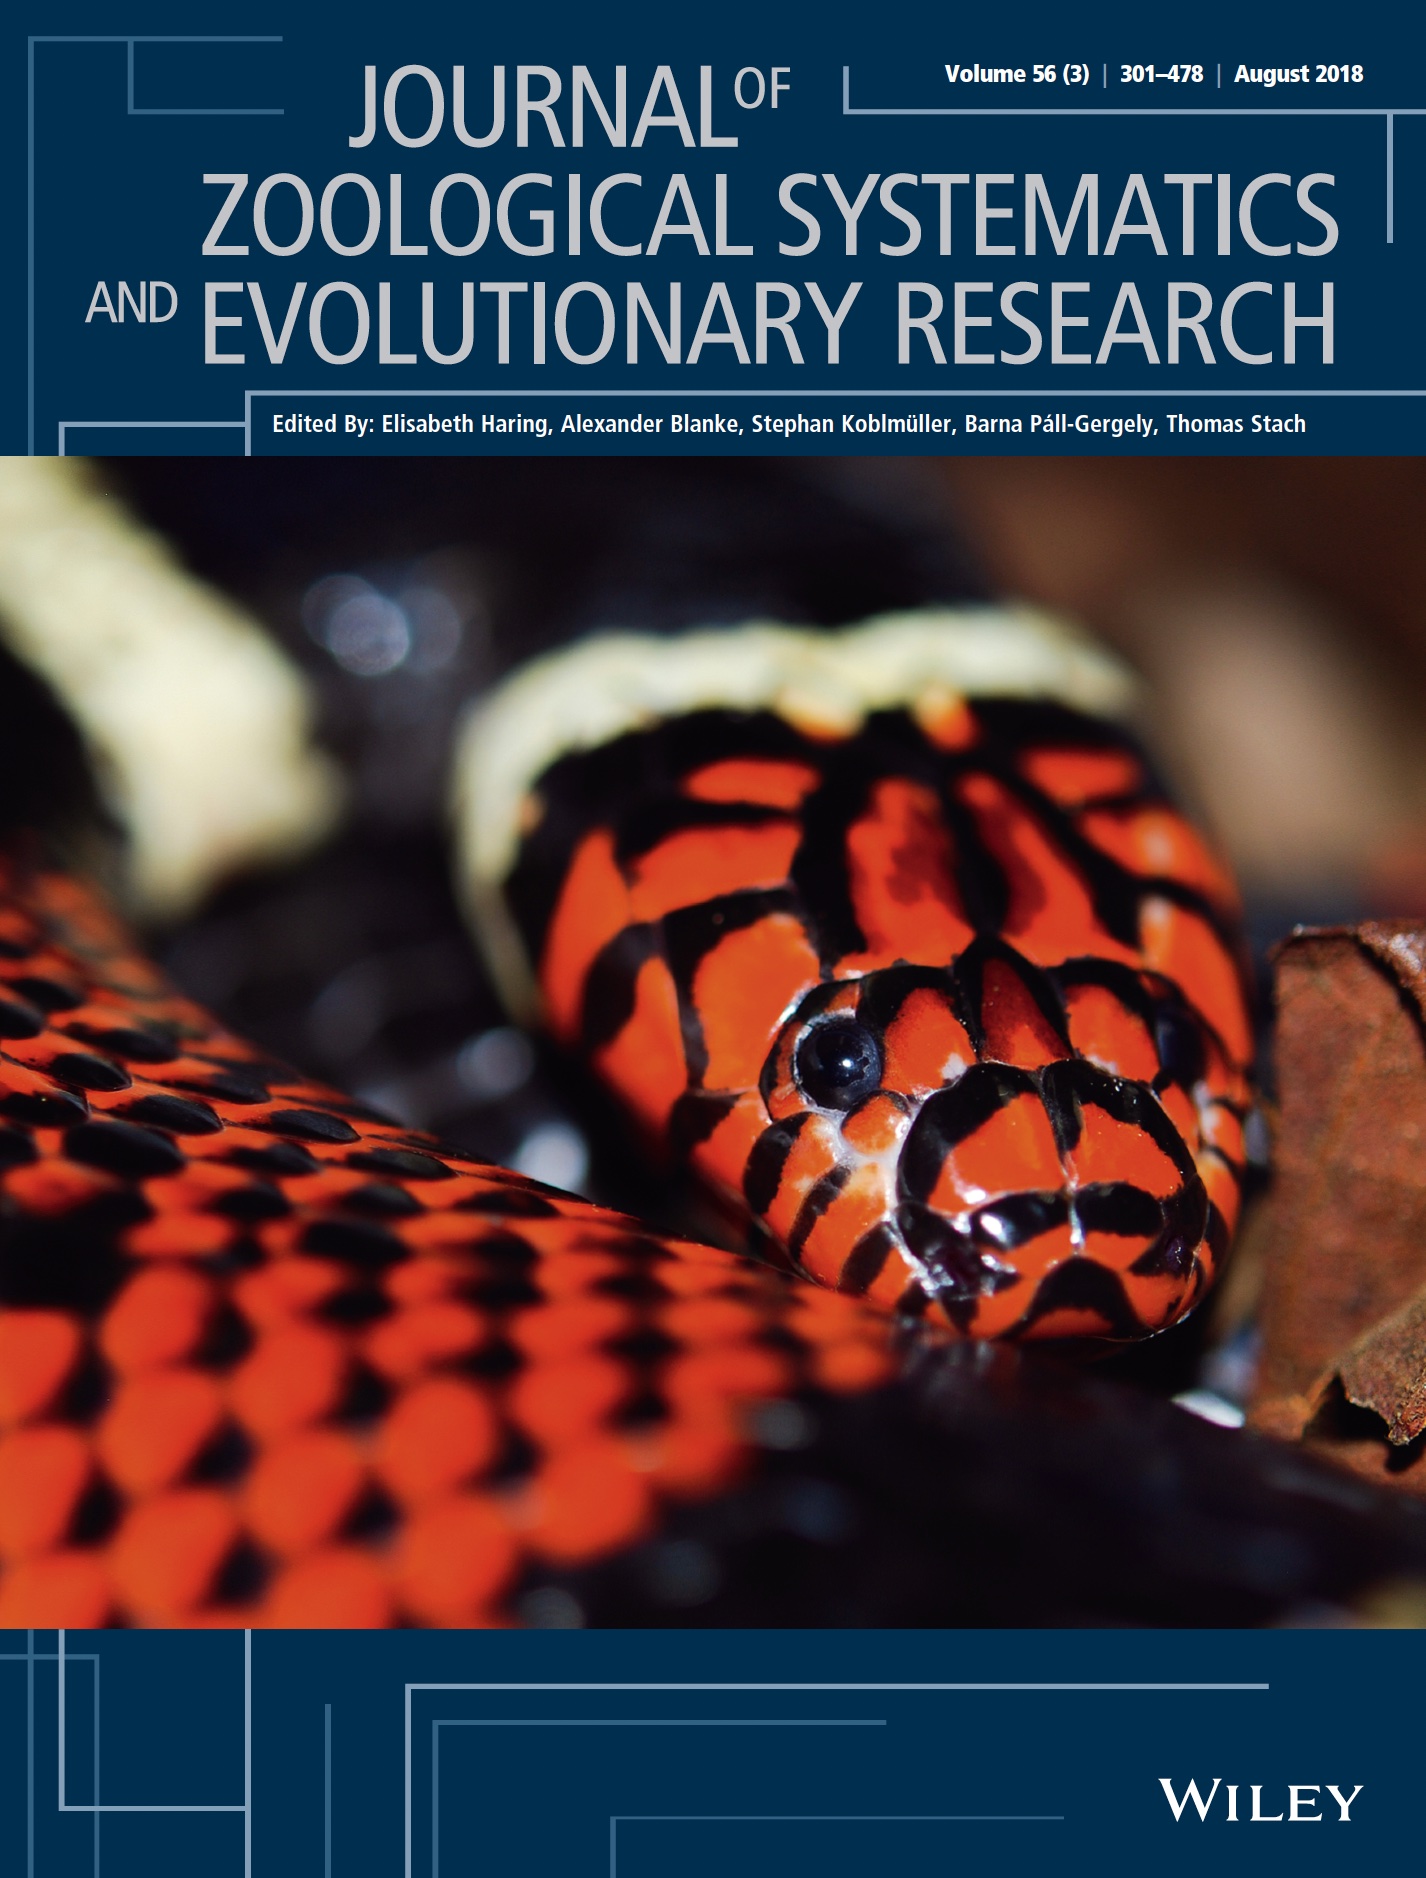 JOURNAL OF
Volume 56 (3) | 301–478 | August 2018
ZOOLOGICAL SYSTEMATICS
AND EVOLUTIONARY RESEARCH
Edited By: Elisabeth Haring, Alexander Blanke, Stephan Koblmüller, Barna Páll-Gergely, Thomas Stach
WILEY